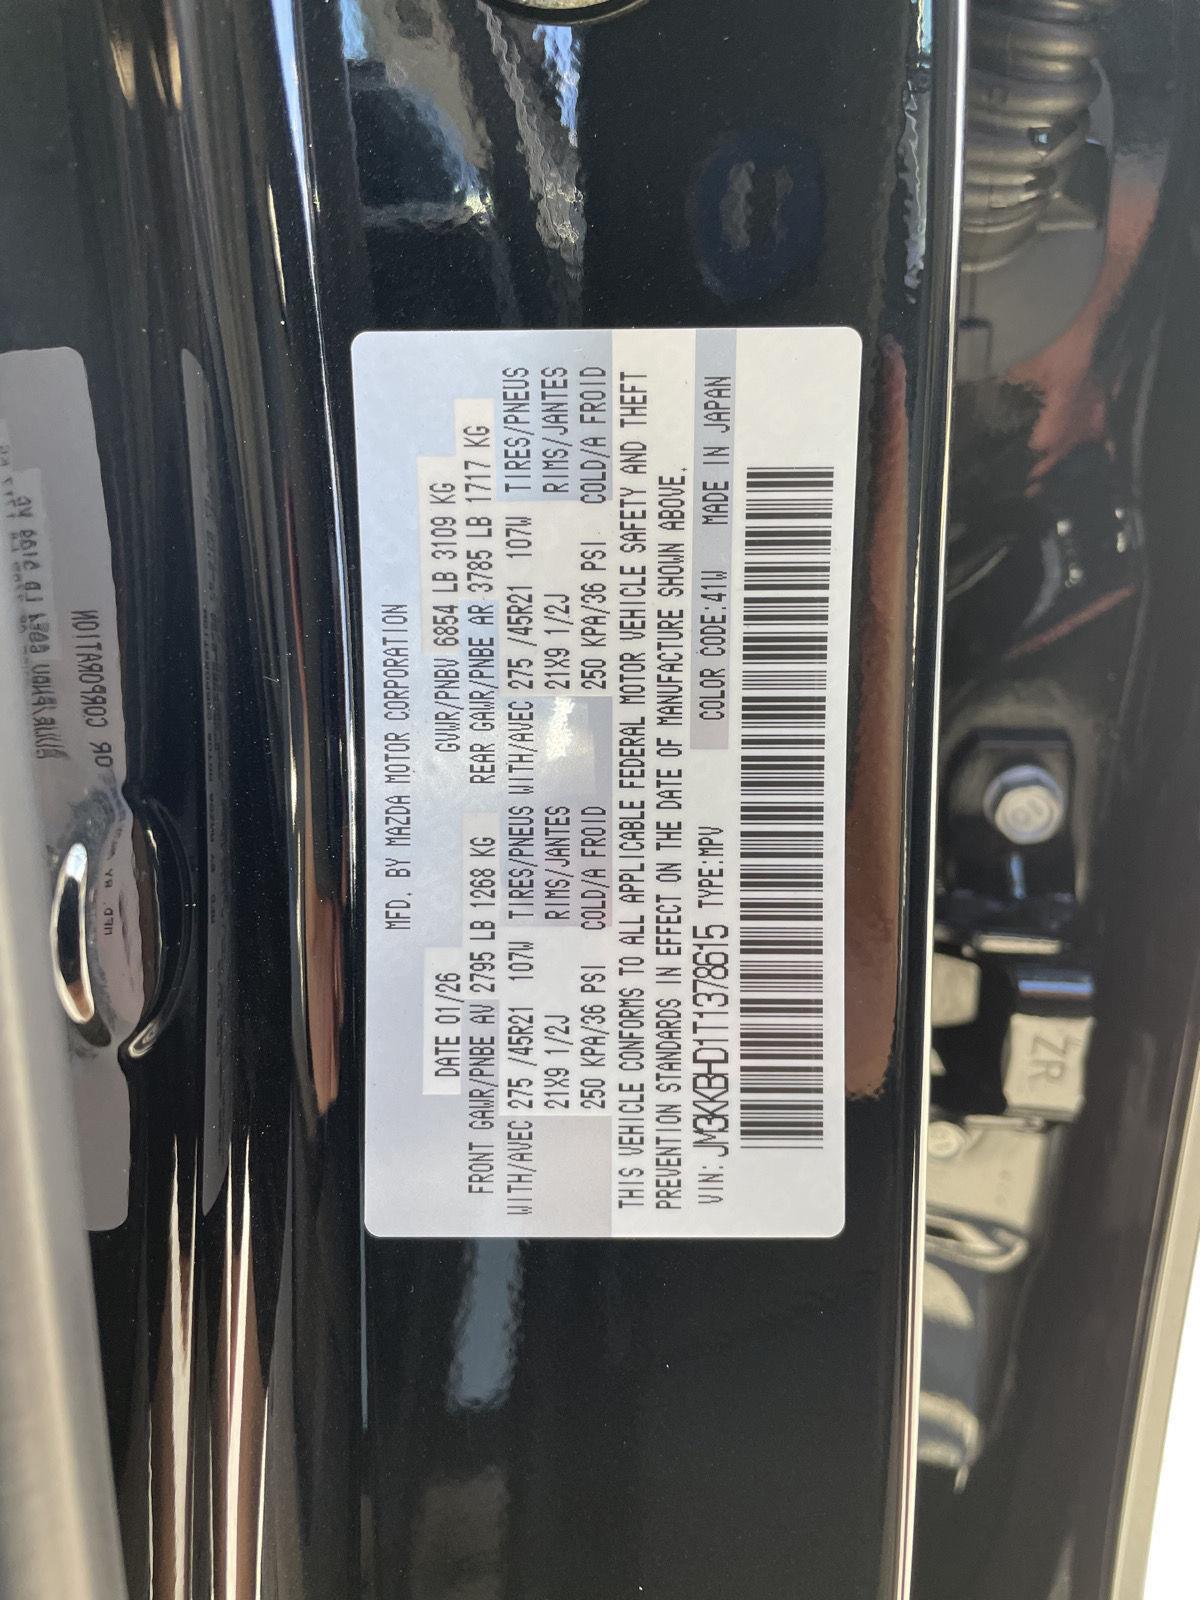 MFD. BY MAZDA MOTOR CORPORATION
DATE 01/26 GVWR/PNBV 6854 LB 3109 KG
FRONT GAWR/PNBE AV 2795 LB 1268 KG REAR GAWR/PNBE AR 3785 LB 1717 KG
WITH/AVEC 275 /45R21 107W TIRES/PNEUS WITH/AVEC 275 /45R21 107W TIRES/PNEUS
21X9 1/2J RIMS/JANTES 21X9 1/2J RIMS/JANTES
250 KPA/36 PSI COLD/A FROID 250 KPA/36 PSI COLD/A FROID
THIS VEHICLE CONFORMS TO ALL APPLICABLE FEDERAL MOTOR VEHICLE SAFETY AND THEFT
PREVENTION STANDARDS IN EFFECT ON THE DATE OF MANUFACTURE SHOWN ABOVE.
VIN: JM3KKBHD1T1378615 TYPE:MPV COLOR CODE:41W MADE IN JAPAN
ZR